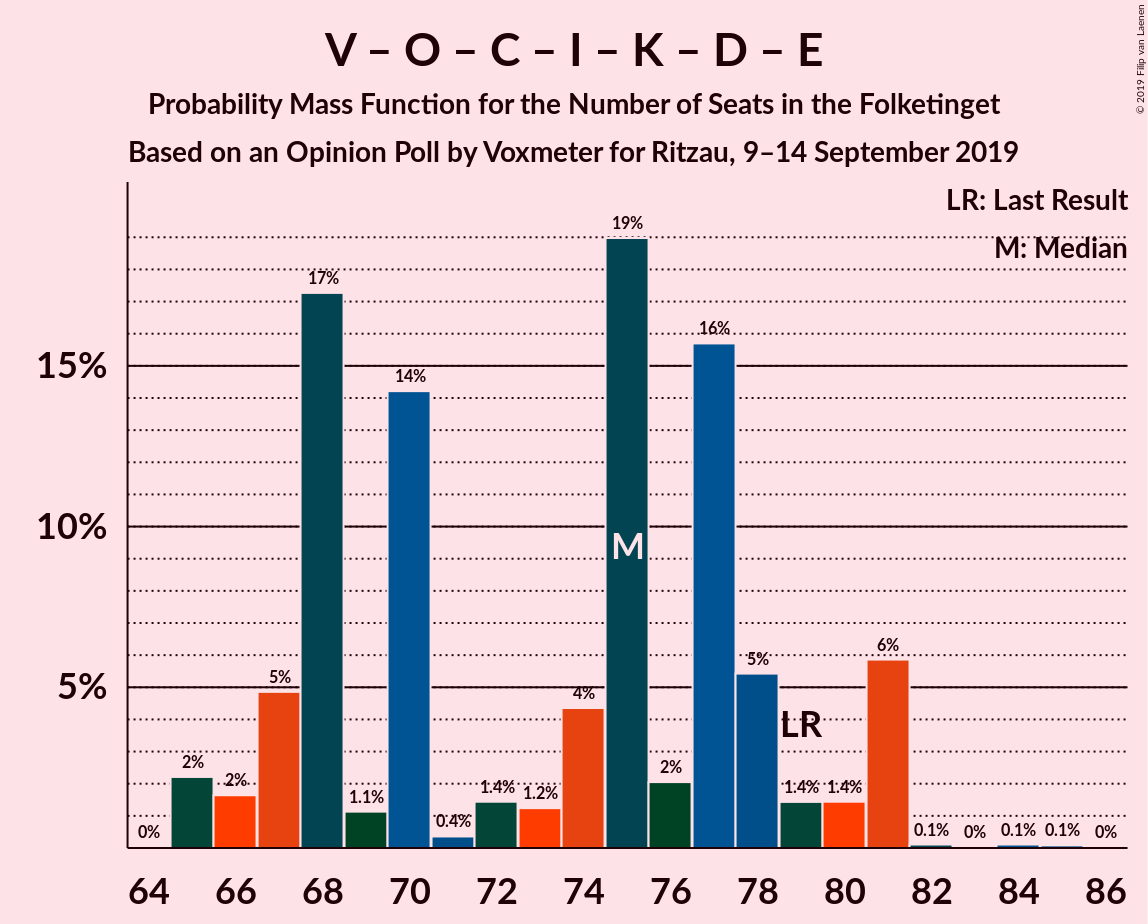 V – O – C – I – K – D – E
Probability Mass Function for the Number of Seats in the Folketinget
Based on an Opinion Poll by Voxmeter for Ritzau, 9–14 September 2019
© 2019 Filip van Laenen
LR: Last Result
M: Median
15%
10%
5%
0%
2%
2%
5%
17%
1.1%
14%
0.4%
1.4%
1.2%
4%
19%
2%
16%
5%
1.4%
1.4%
6%
0.1%
0%
0.1%
0.1%
0%
M
LR
64 66 68 70 72 74 76 78 80 82 84 86